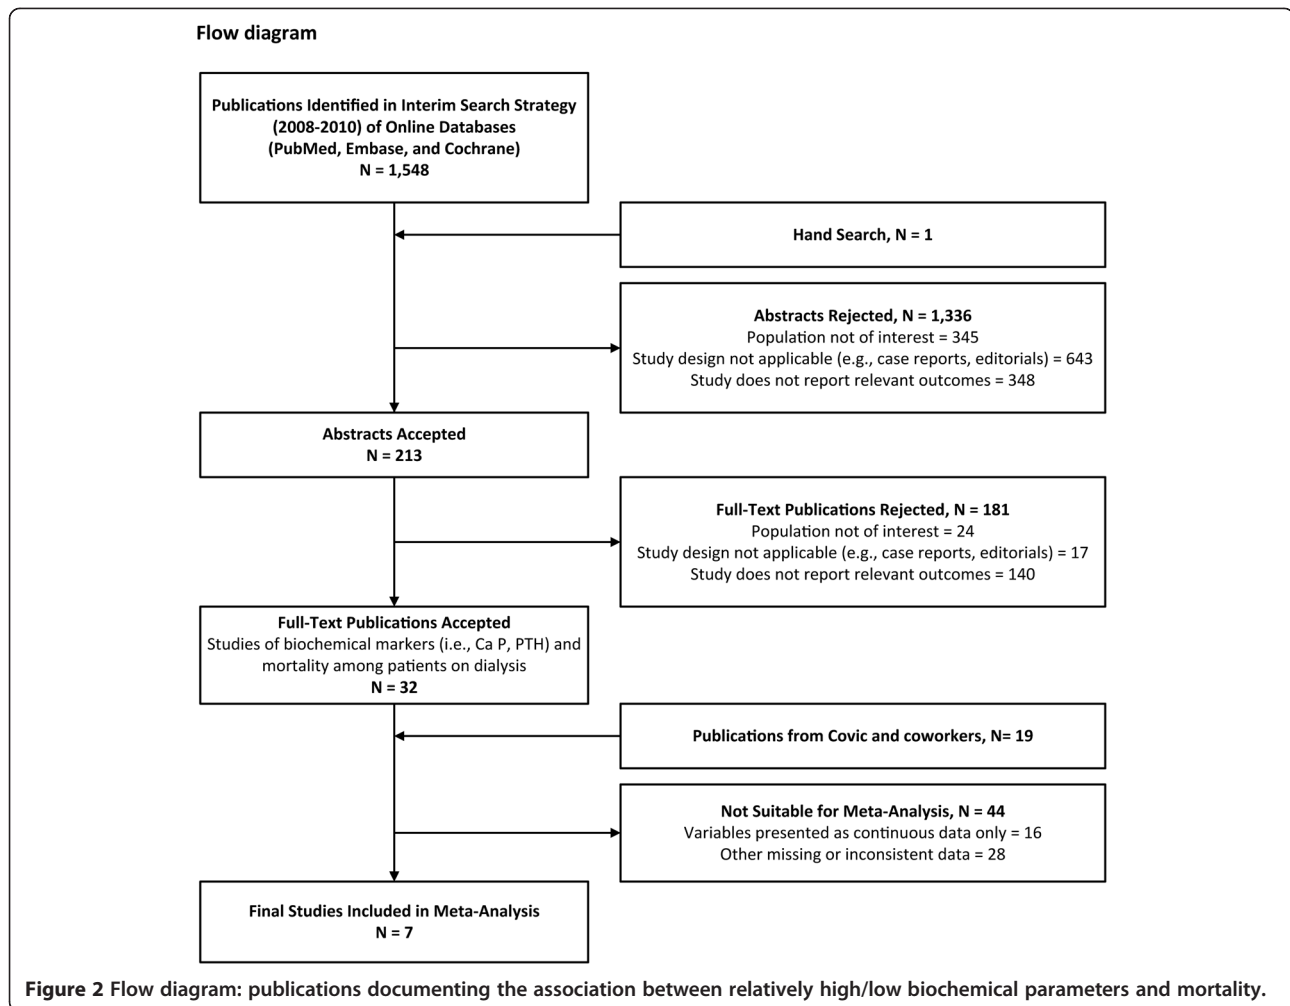 Flow diagram
Publications Identified in Interim Search Strategy
(2008-2010) of Online Databases
(PubMed, Embase, and Cochrane)
N = 1,548
Hand Search, N = 1
Abstracts Rejected, N = 1,336
Population not of interest = 345
Study design not applicable (e.g., case reports, editorials) = 643
Study does not report relevant outcomes = 348
Abstracts Accepted
N = 213
Full-Text Publications Rejected, N = 181
Population not of interest = 24
Study design not applicable (e.g., case reports, editorials) = 17
Study does not report relevant outcomes = 140
Full-Text Publications Accepted
Studies of biochemical markers (i.e., Ca P, PTH) and
mortality among patients on dialysis
N = 32
Publications from Covic and coworkers, N= 19
Not Suitable for Meta-Analysis, N = 44
Variables presented as continuous data only = 16
Other missing or inconsistent data = 28
Final Studies Included in Meta-Analysis
N = 7
Figure 2 Flow diagram: publications documenting the association between relatively high/low biochemical parameters and mortality.